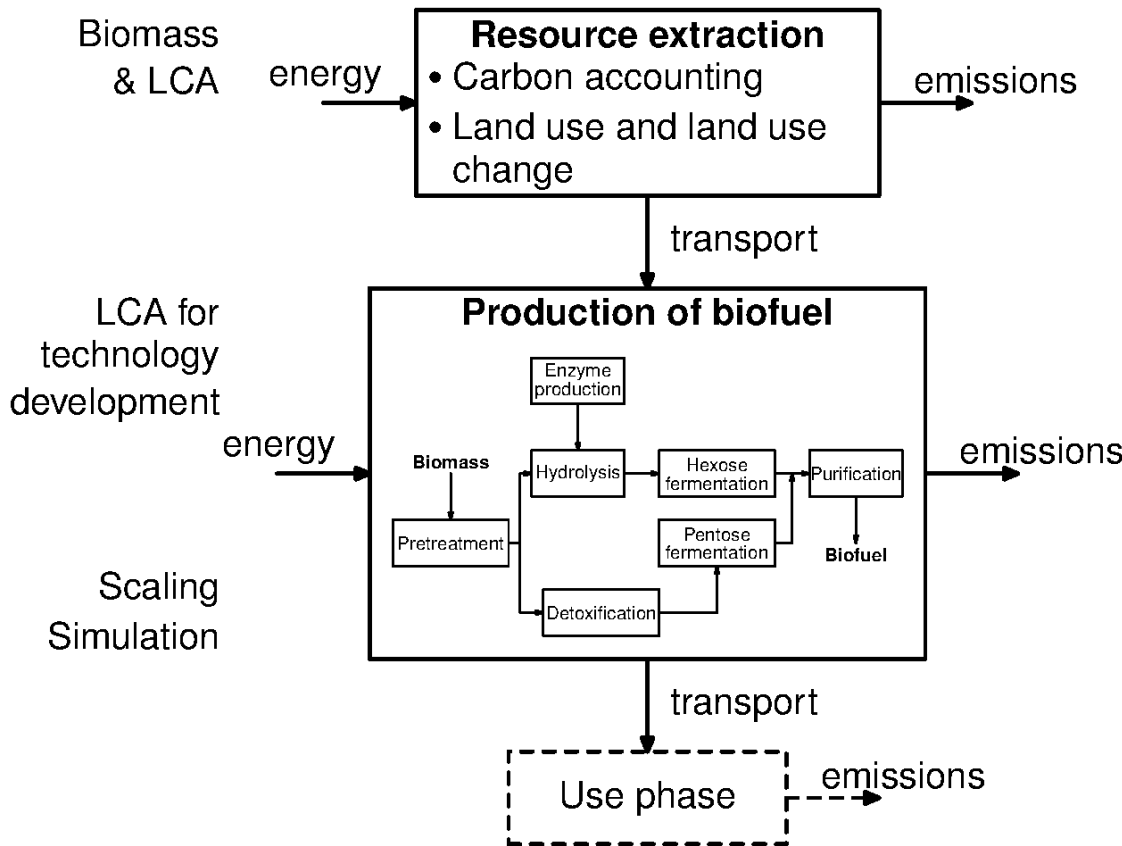 Biomass
& LCA
energy
Resource extraction
• Carbon accounting
• Land use and land use
change
emissions
transport
LCA for
technology
development
energy
Production of biofuel
Enzyme
production
Biomass
Hydrolysis
Hexose
fermentation
Purification
Pretreatment
Pentose
fermentation
Biofuel
Detoxification
emissions
Scaling
Simulation
transport
Use phase
emissions